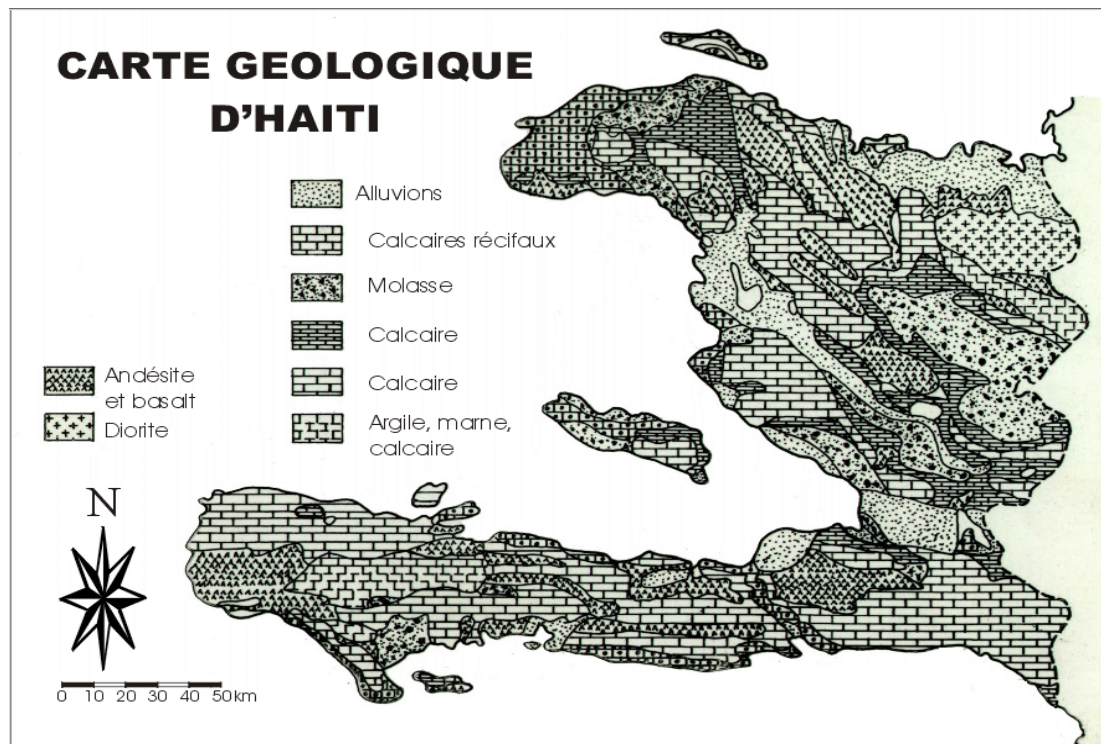 CARTE GEOLOGIQUE
D'HAITI
Alluvions
Calcaires récifaux
Molasse
Calcaire
Calcaire
Argile, marne,
calcaire
Andésite
et basalt
Diorite
N
0 10 20 30 40 50km